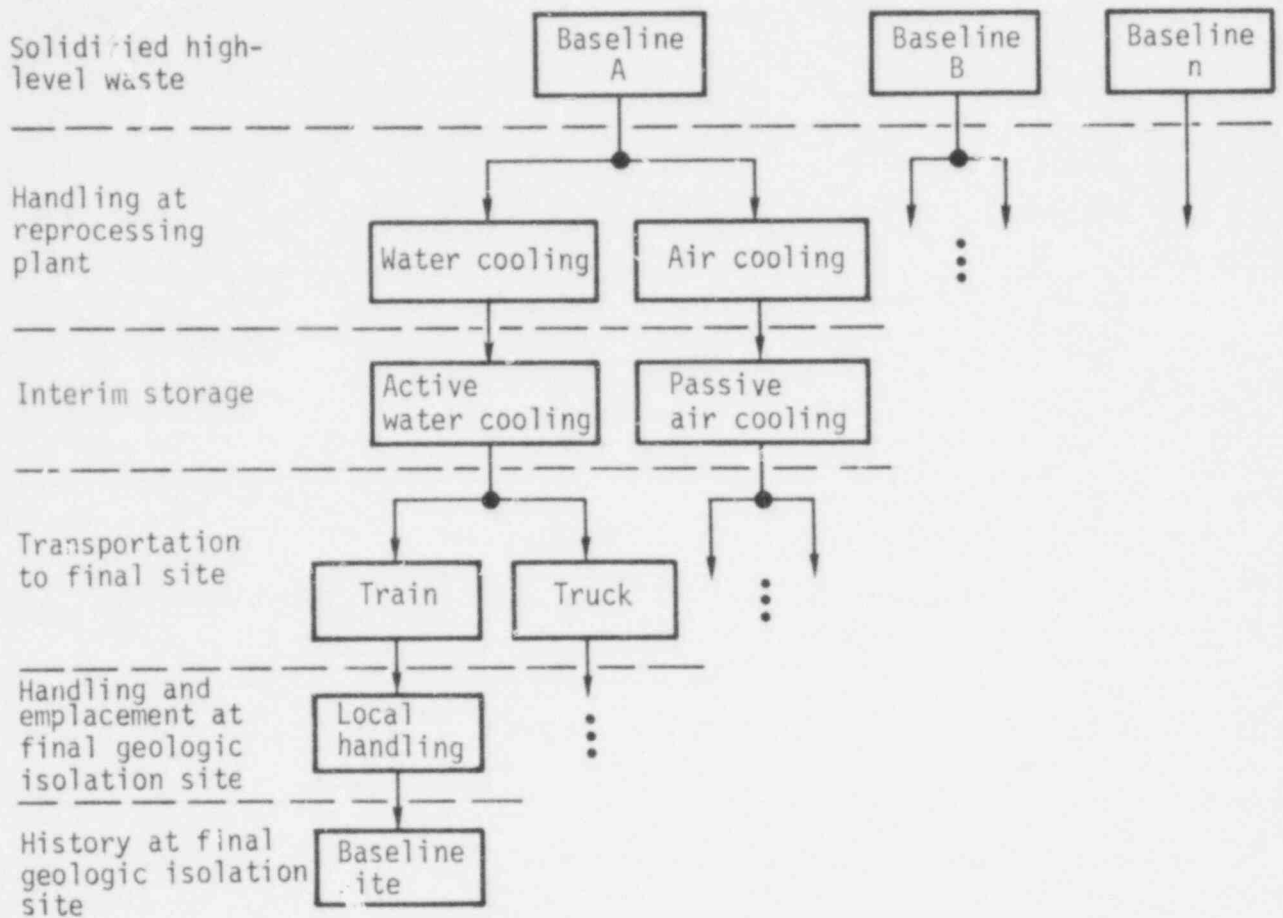 Solidified high-
level waste
Baseline
A
Baseline
B
Baseline
n
Handling at
reprocessing
plant
Water cooling
Air cooling
Interim storage
Active
water cooling
Passive
air cooling
Transportation
to final site
Train
Truck
Handling and
emplacement at
final geologic
isolation site
Local
handling
History at final
geologic isolation
site
Baseline
ite